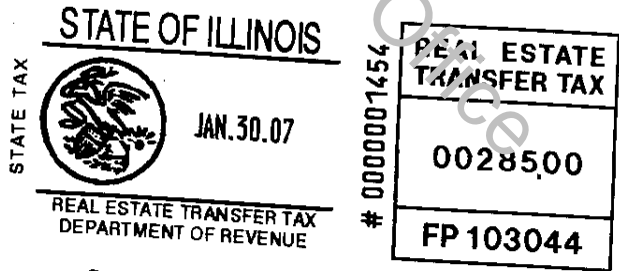 STATE OF ILLINOIS
STATE TAX
JAN.30.07
REAL ESTATE TRANSFER TAX
DEPARTMENT OF REVENUE
# 0000001454
REAL ESTATE
TRANSFER TAX
00285,00
FP 103044
Office